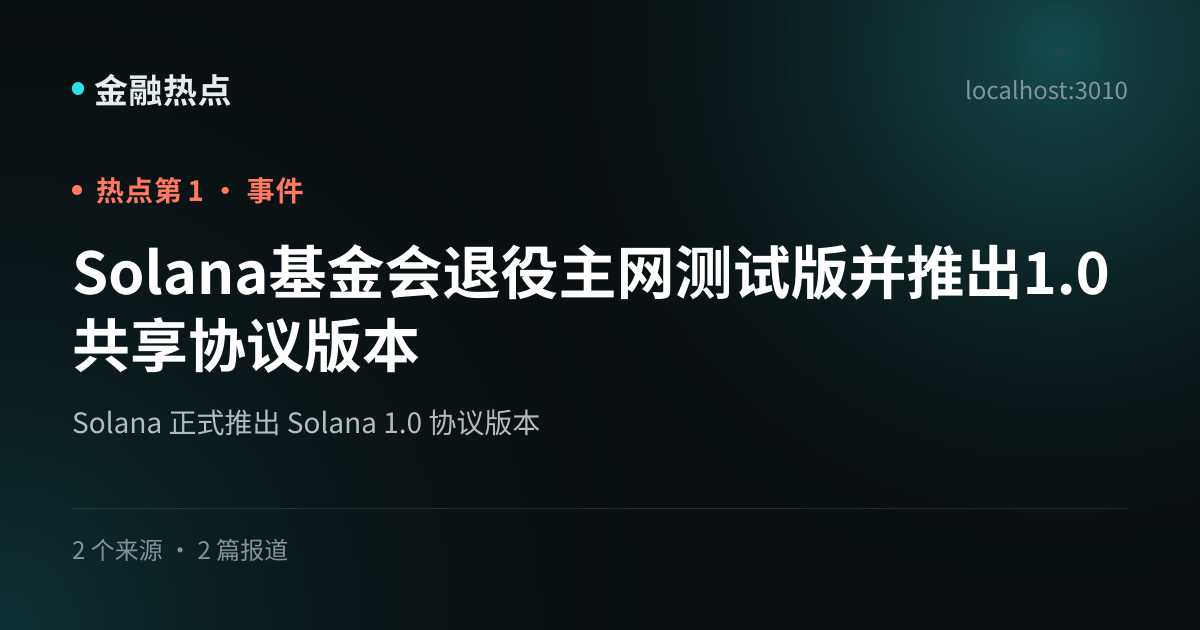 金融热点
localhost:3010
热点第 1 · 事件
Solana基金会退役主网测试版并推出1.0
共享协议版本
Solana 正式推出 Solana 1.0 协议版本
2 个来源 · 2 篇报道